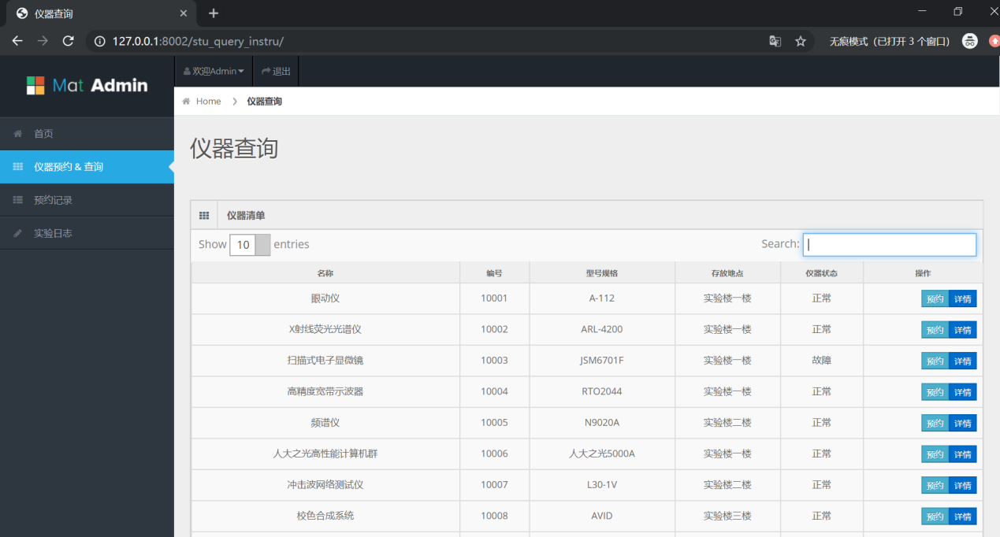 仪器查询
127.0.0.1:8002/stu_query_instru/
无痕模式（已打开 3 个窗口）
Mat Admin
欢迎Admin 退出
Home 仪器查询
首页
仪器预约 & 查询
预约记录
实验日志
仪器查询
仪器清单
Show 10 entries Search:
名称 编号 型号规格 存放地点 仪器状态 操作
眼动仪 10001 A-112 实验楼一楼 正常 预约 详情
X射线荧光光谱仪 10002 ARL-4200 实验楼一楼 正常 预约 详情
扫描式电子显微镜 10003 JSM6701F 实验楼一楼 故障 预约 详情
高精度宽带示波器 10004 RTO2044 实验楼一楼 正常 预约 详情
频谱仪 10005 N9020A 实验楼二楼 正常 预约 详情
人大之光高性能计算机群 10006 人大之光5000A 实验楼一楼 正常 预约 详情
冲击波网络测试仪 10007 L30-1V 实验楼二楼 正常 预约 详情
校色合成系统 10008 AVID 实验楼三楼 正常 预约 详情